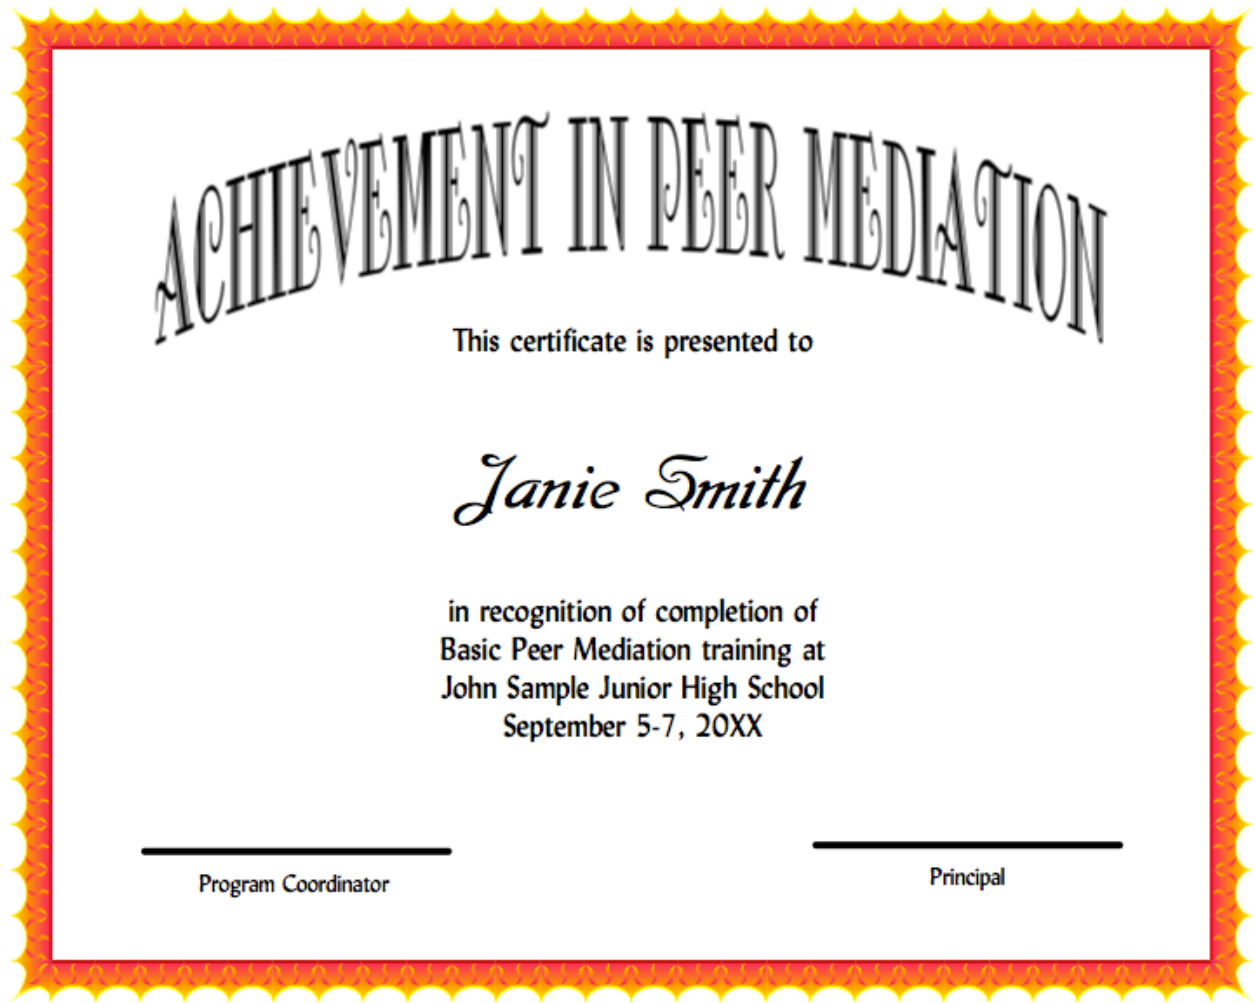 ACHIEVEMENT IN PEER MEDIATION
This certificate is presented to
Janie Smith
in recognition of completion of
Basic Peer Mediation training at
John Sample Junior High School
September 5-7, 20XX
Program Coordinator
Principal